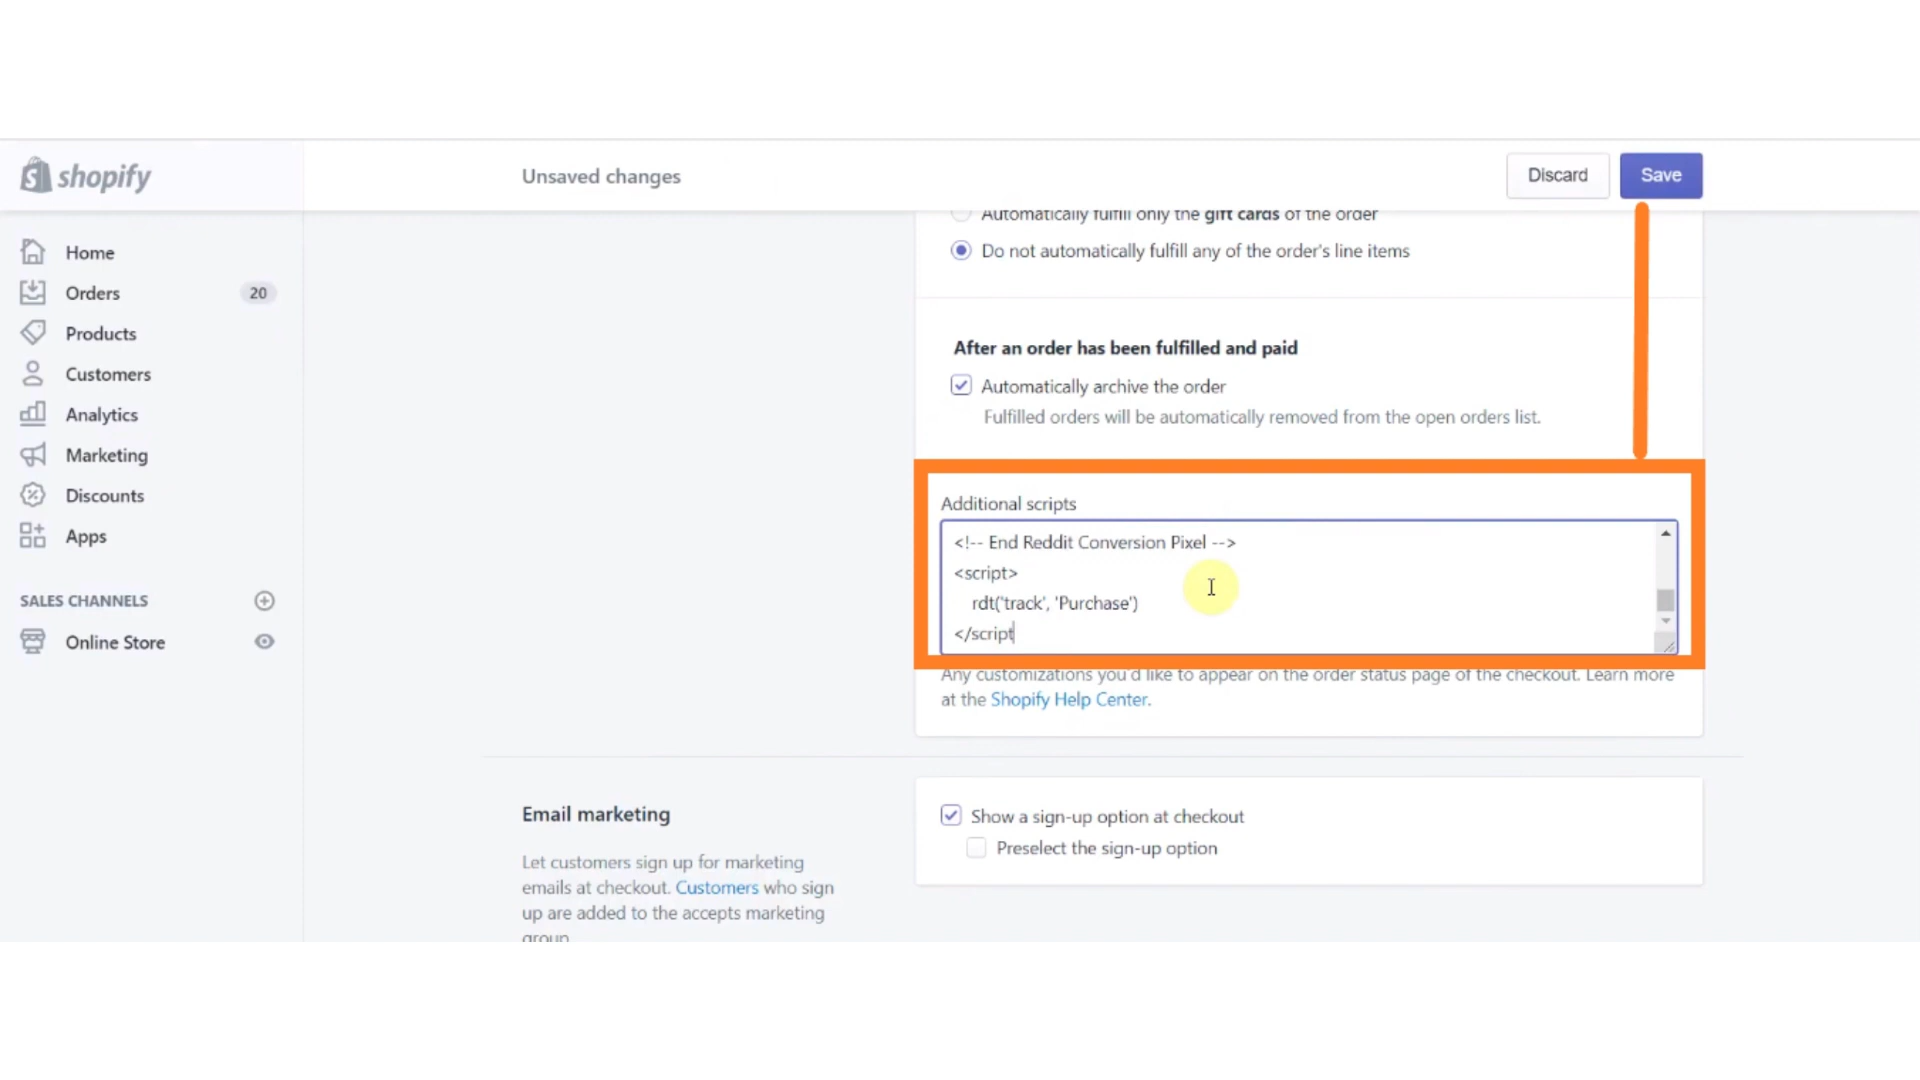 shopify
Unsaved changes
Discard
Save
Home
Orders
20
Products
Customers
Analytics
Marketing
Discounts
Apps
SALES CHANNELS
Online Store
Automatically fulfill only the gift cards of the order
Do not automatically fulfill any of the order's line items
After an order has been fulfilled and paid
Automatically archive the order
Fulfilled orders will be automatically removed from the open orders list.
Additional scripts
<!-- End Reddit Conversion Pixel -->
<script>
rdt('track', 'Purchase')
</script
Any customizations you'd like to appear on the order status page of the checkout. Learn more
at the Shopify Help Center.
Email marketing
Let customers sign up for marketing
emails at checkout. Customers who sign
up are added to the accepts marketing
group.
Show a sign-up option at checkout
Preselect the sign-up option